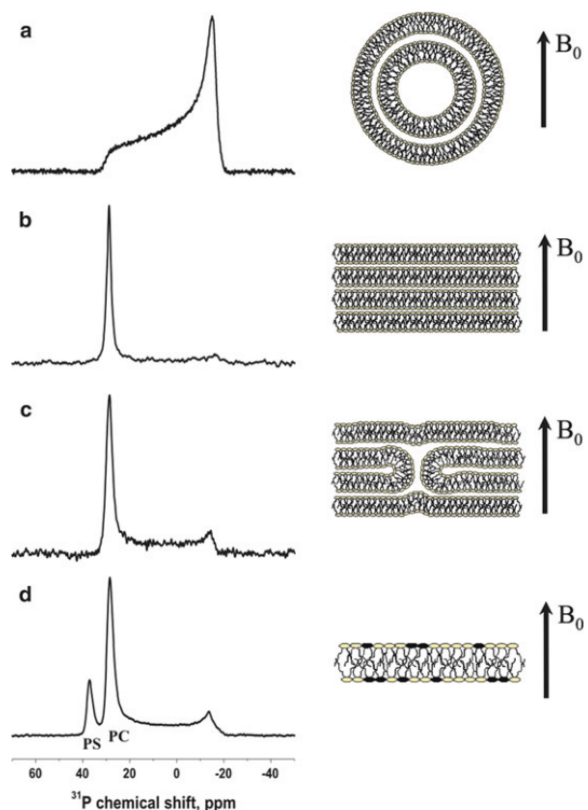 a
B₀
b
B₀
c
B₀
d
B₀
PS
PC
60 40 20 0 -20 -40
³¹P chemical shift, ppm